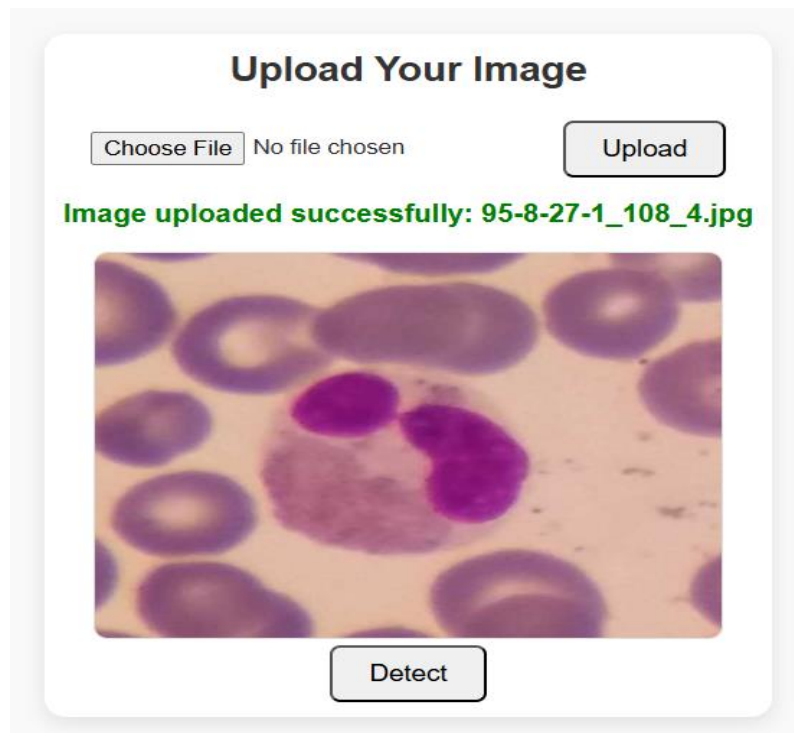 Upload Your Image
Choose File No file chosen
Upload
Image uploaded successfully: 95-8-27-1_108_4.jpg
Detect